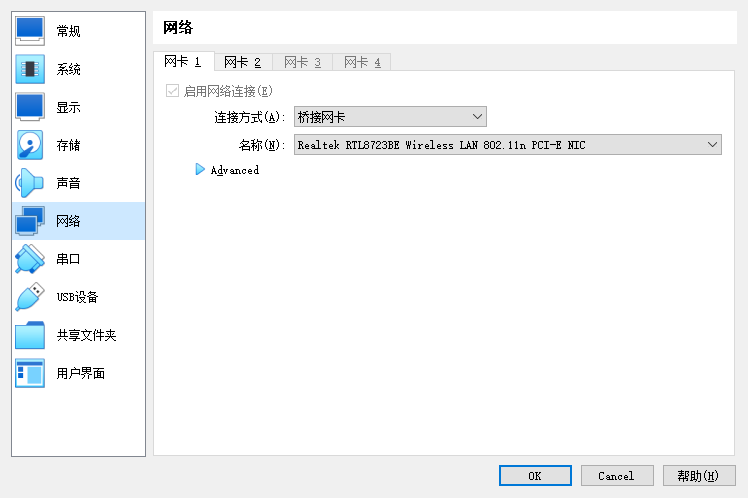 常规
系统
显示
存储
声音
网络
串口
USB设备
共享文件夹
用户界面
网络
网卡 1 网卡 2 网卡 3 网卡 4
启用网络连接(E)
连接方式(A): 桥接网卡
名称(N): Realtek RTL8723BE Wireless LAN 802.11n PCI-E NIC
Advanced
OK Cancel 帮助(H)